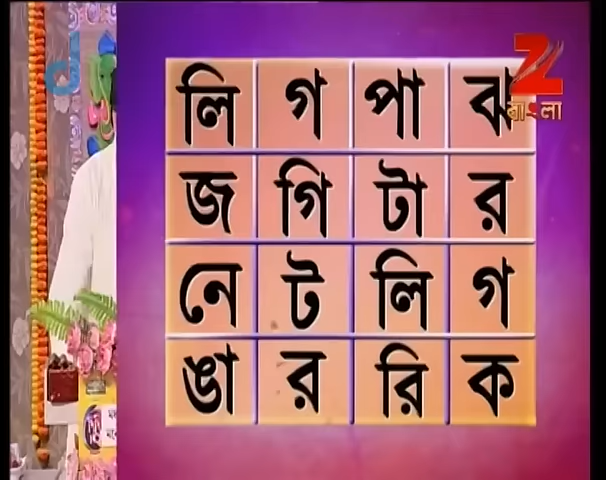 লি গ পা ঝ
জ গি টা র
নে ট লি গ
ঙা র রি ক
Z
বাংলা